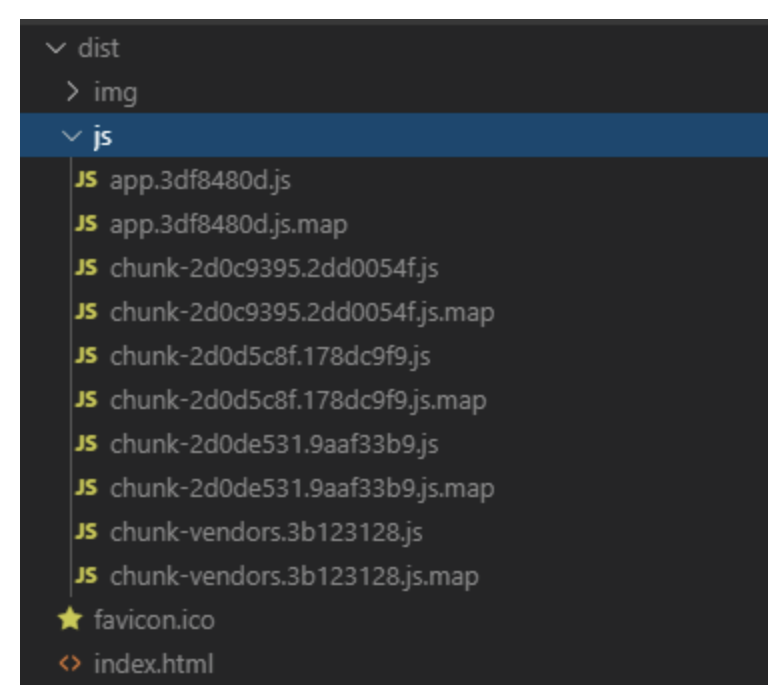 dist
img
js
JS app.3df8480d.js
JS app.3df8480d.js.map
JS chunk-2d0c9395.2dd0054f.js
JS chunk-2d0c9395.2dd0054f.js.map
JS chunk-2d0d5c8f.178dc9f9.js
JS chunk-2d0d5c8f.178dc9f9.js.map
JS chunk-2d0de531.9aaf33b9.js
JS chunk-2d0de531.9aaf33b9.js.map
JS chunk-vendors.3b123128.js
JS chunk-vendors.3b123128.js.map
favicon.ico
index.html